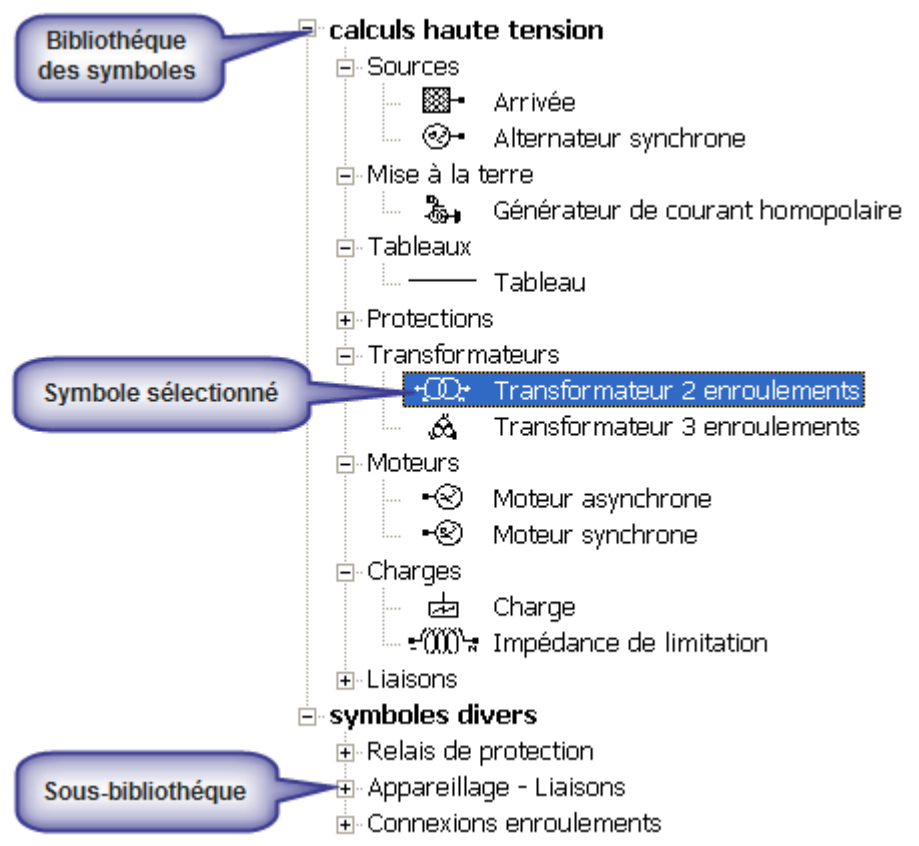 Bibliothéque
des symboles
calculs haute tension
Sources
Arrivée
Alternateur synchrone
Mise à la terre
Générateur de courant homopolaire
Tableaux
Tableau
Protections
Transformateurs
Symbole sélectionné
Transformateur 2 enroulements
Transformateur 3 enroulements
Moteurs
Moteur asynchrone
Moteur synchrone
Charges
Charge
Impédance de limitation
Liaisons
symboles divers
Relais de protection
Sous-bibliothéque
Appareillage - Liaisons
Connexions enroulements